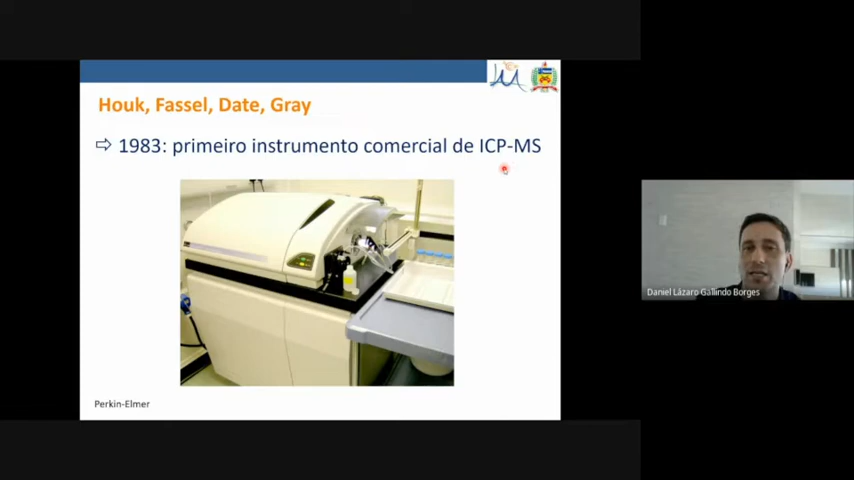 Houk, Fassel, Date, Gray
⇨ 1983: primeiro instrumento comercial de ICP-MS
Perkin-Elmer
Daniel Lázaro Gallindo Borges